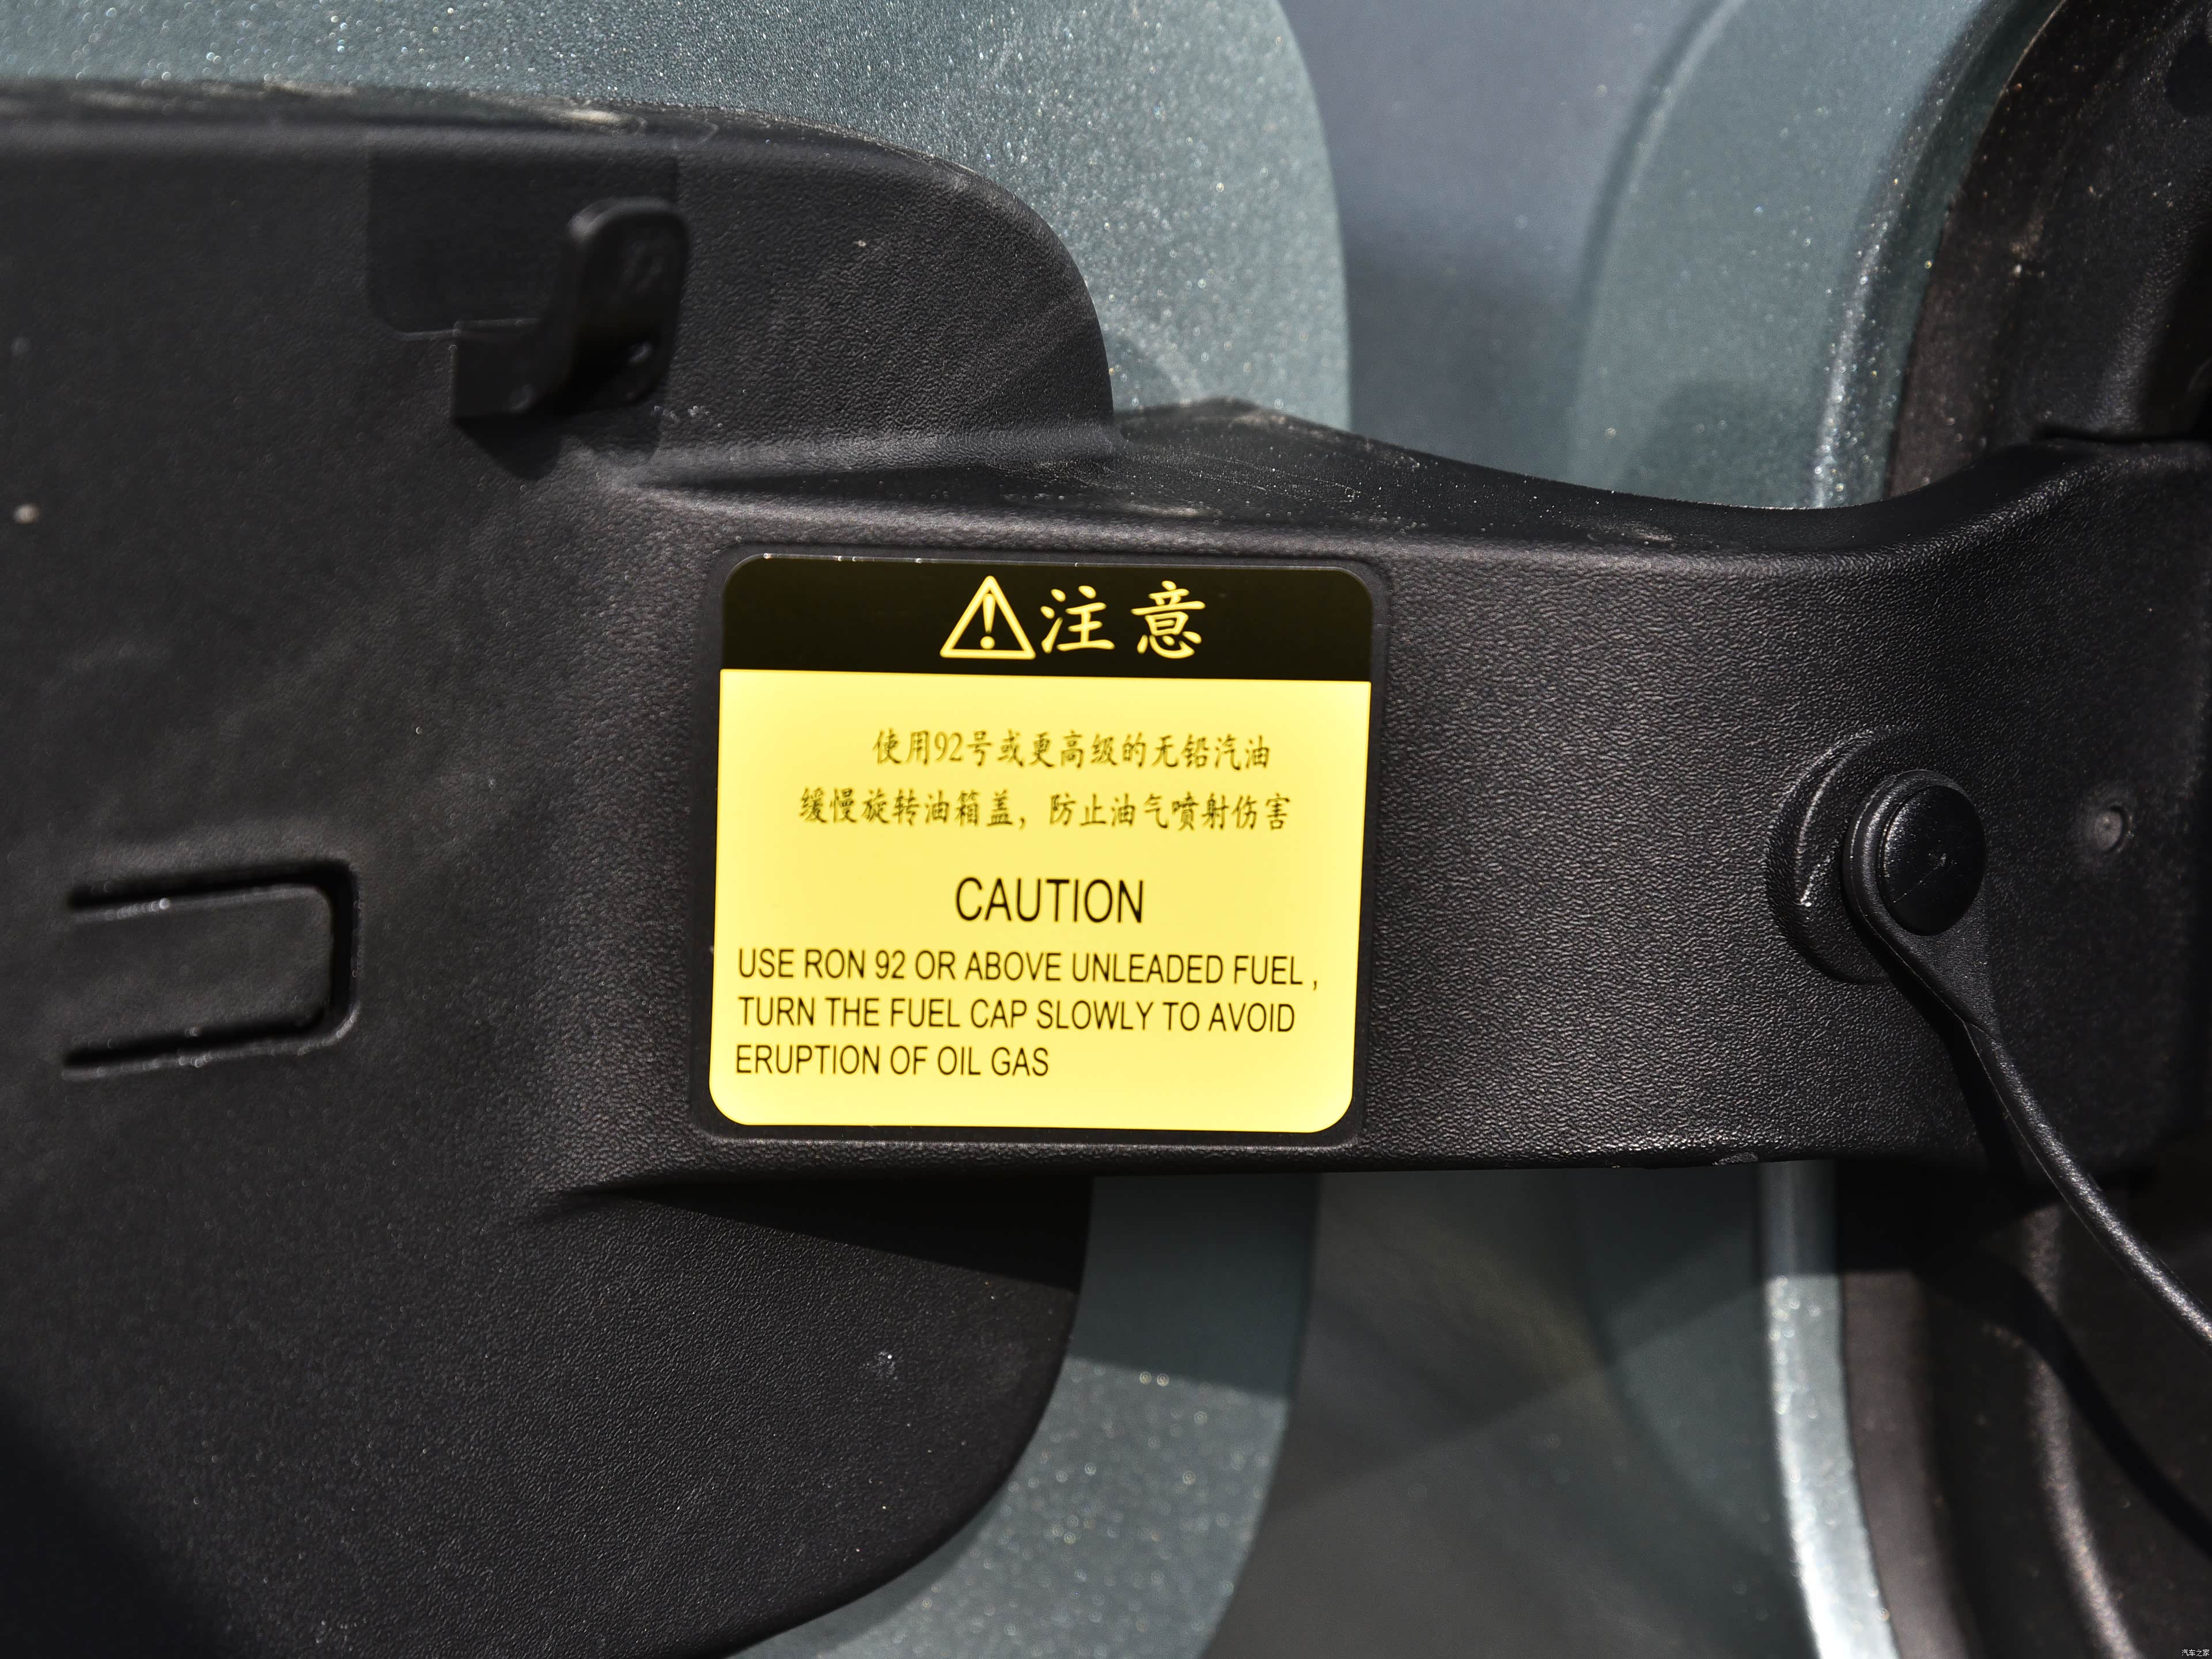 注意
使用92号或更高级的无铅汽油
缓慢旋转油箱盖，防止油气喷射伤害
CAUTION
USE RON 92 OR ABOVE UNLEADED FUEL ,
TURN THE FUEL CAP SLOWLY TO AVOID
ERUPTION OF OIL GAS
汽车之家